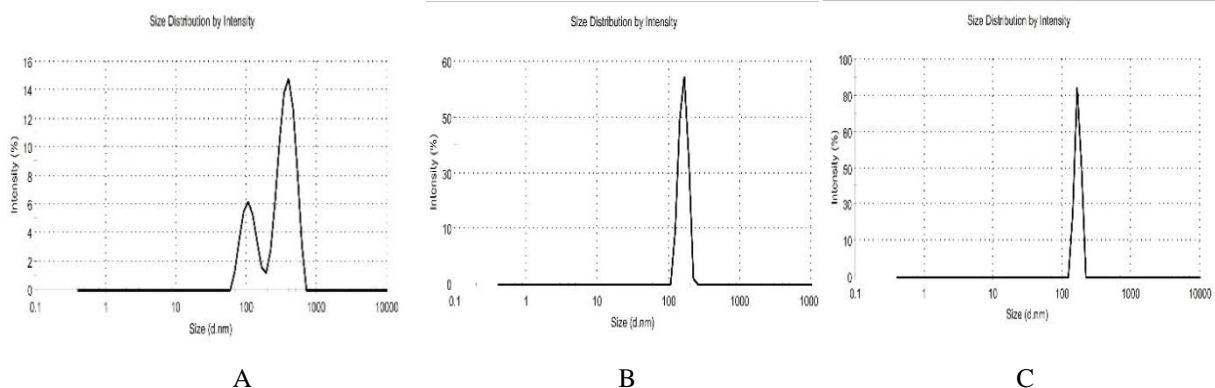 Size Distribution by Intensity
16
14
12
10
8
6
4
2
0
Intensity (%)
0.1 1 10 100 1000 10000
Size (d.nm)
A
Size Distribution by Intensity
60
50
30
10
0
Intensity (%)
0.1 1 10 100 1000 1000
Size (d.nm)
B
Size Distribution by Intensity
100
80
60
50
30
10
0
Intensity (%)
0.1 1 10 100 1000 10000
Size (d.nm)
C